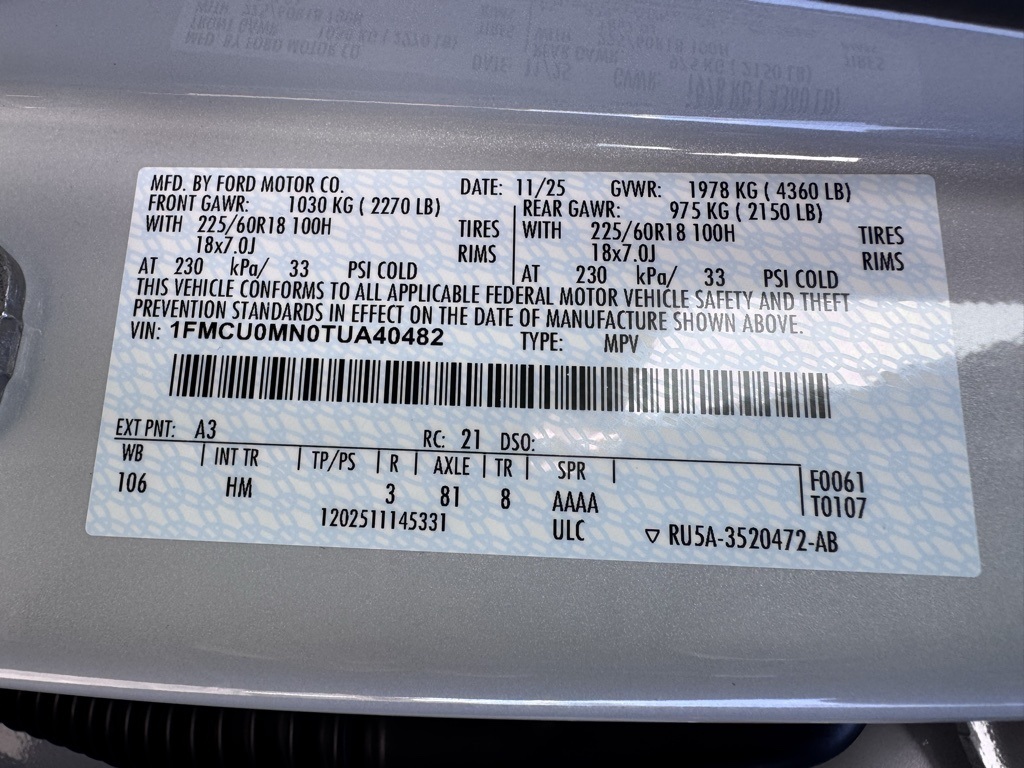 MFD. BY FORD MOTOR CO. DATE: 11/25 GVWR: 1978 KG ( 4360 LB)
FRONT GAWR: 1030 KG ( 2270 LB) REAR GAWR: 975 KG ( 2150 LB)
WITH 225/60R18 100H TIRES WITH 225/60R18 100H TIRES
18x7.0J RIMS 18x7.0J RIMS
AT 230 kPa/ 33 PSI COLD AT 230 kPa/ 33 PSI COLD
THIS VEHICLE CONFORMS TO ALL APPLICABLE FEDERAL MOTOR VEHICLE SAFETY AND THEFT
PREVENTION STANDARDS IN EFFECT ON THE DATE OF MANUFACTURE SHOWN ABOVE.
VIN: 1FMCU0MN0TUA40482 TYPE: MPV
EXT PNT: A3 RC: 21 DSO:
WB INT TR TP/PS R AXLE TR SPR F0061
106 HM 3 81 8 AAAA T0107
1202511145331 ULC ▽ RU5A-3520472-AB